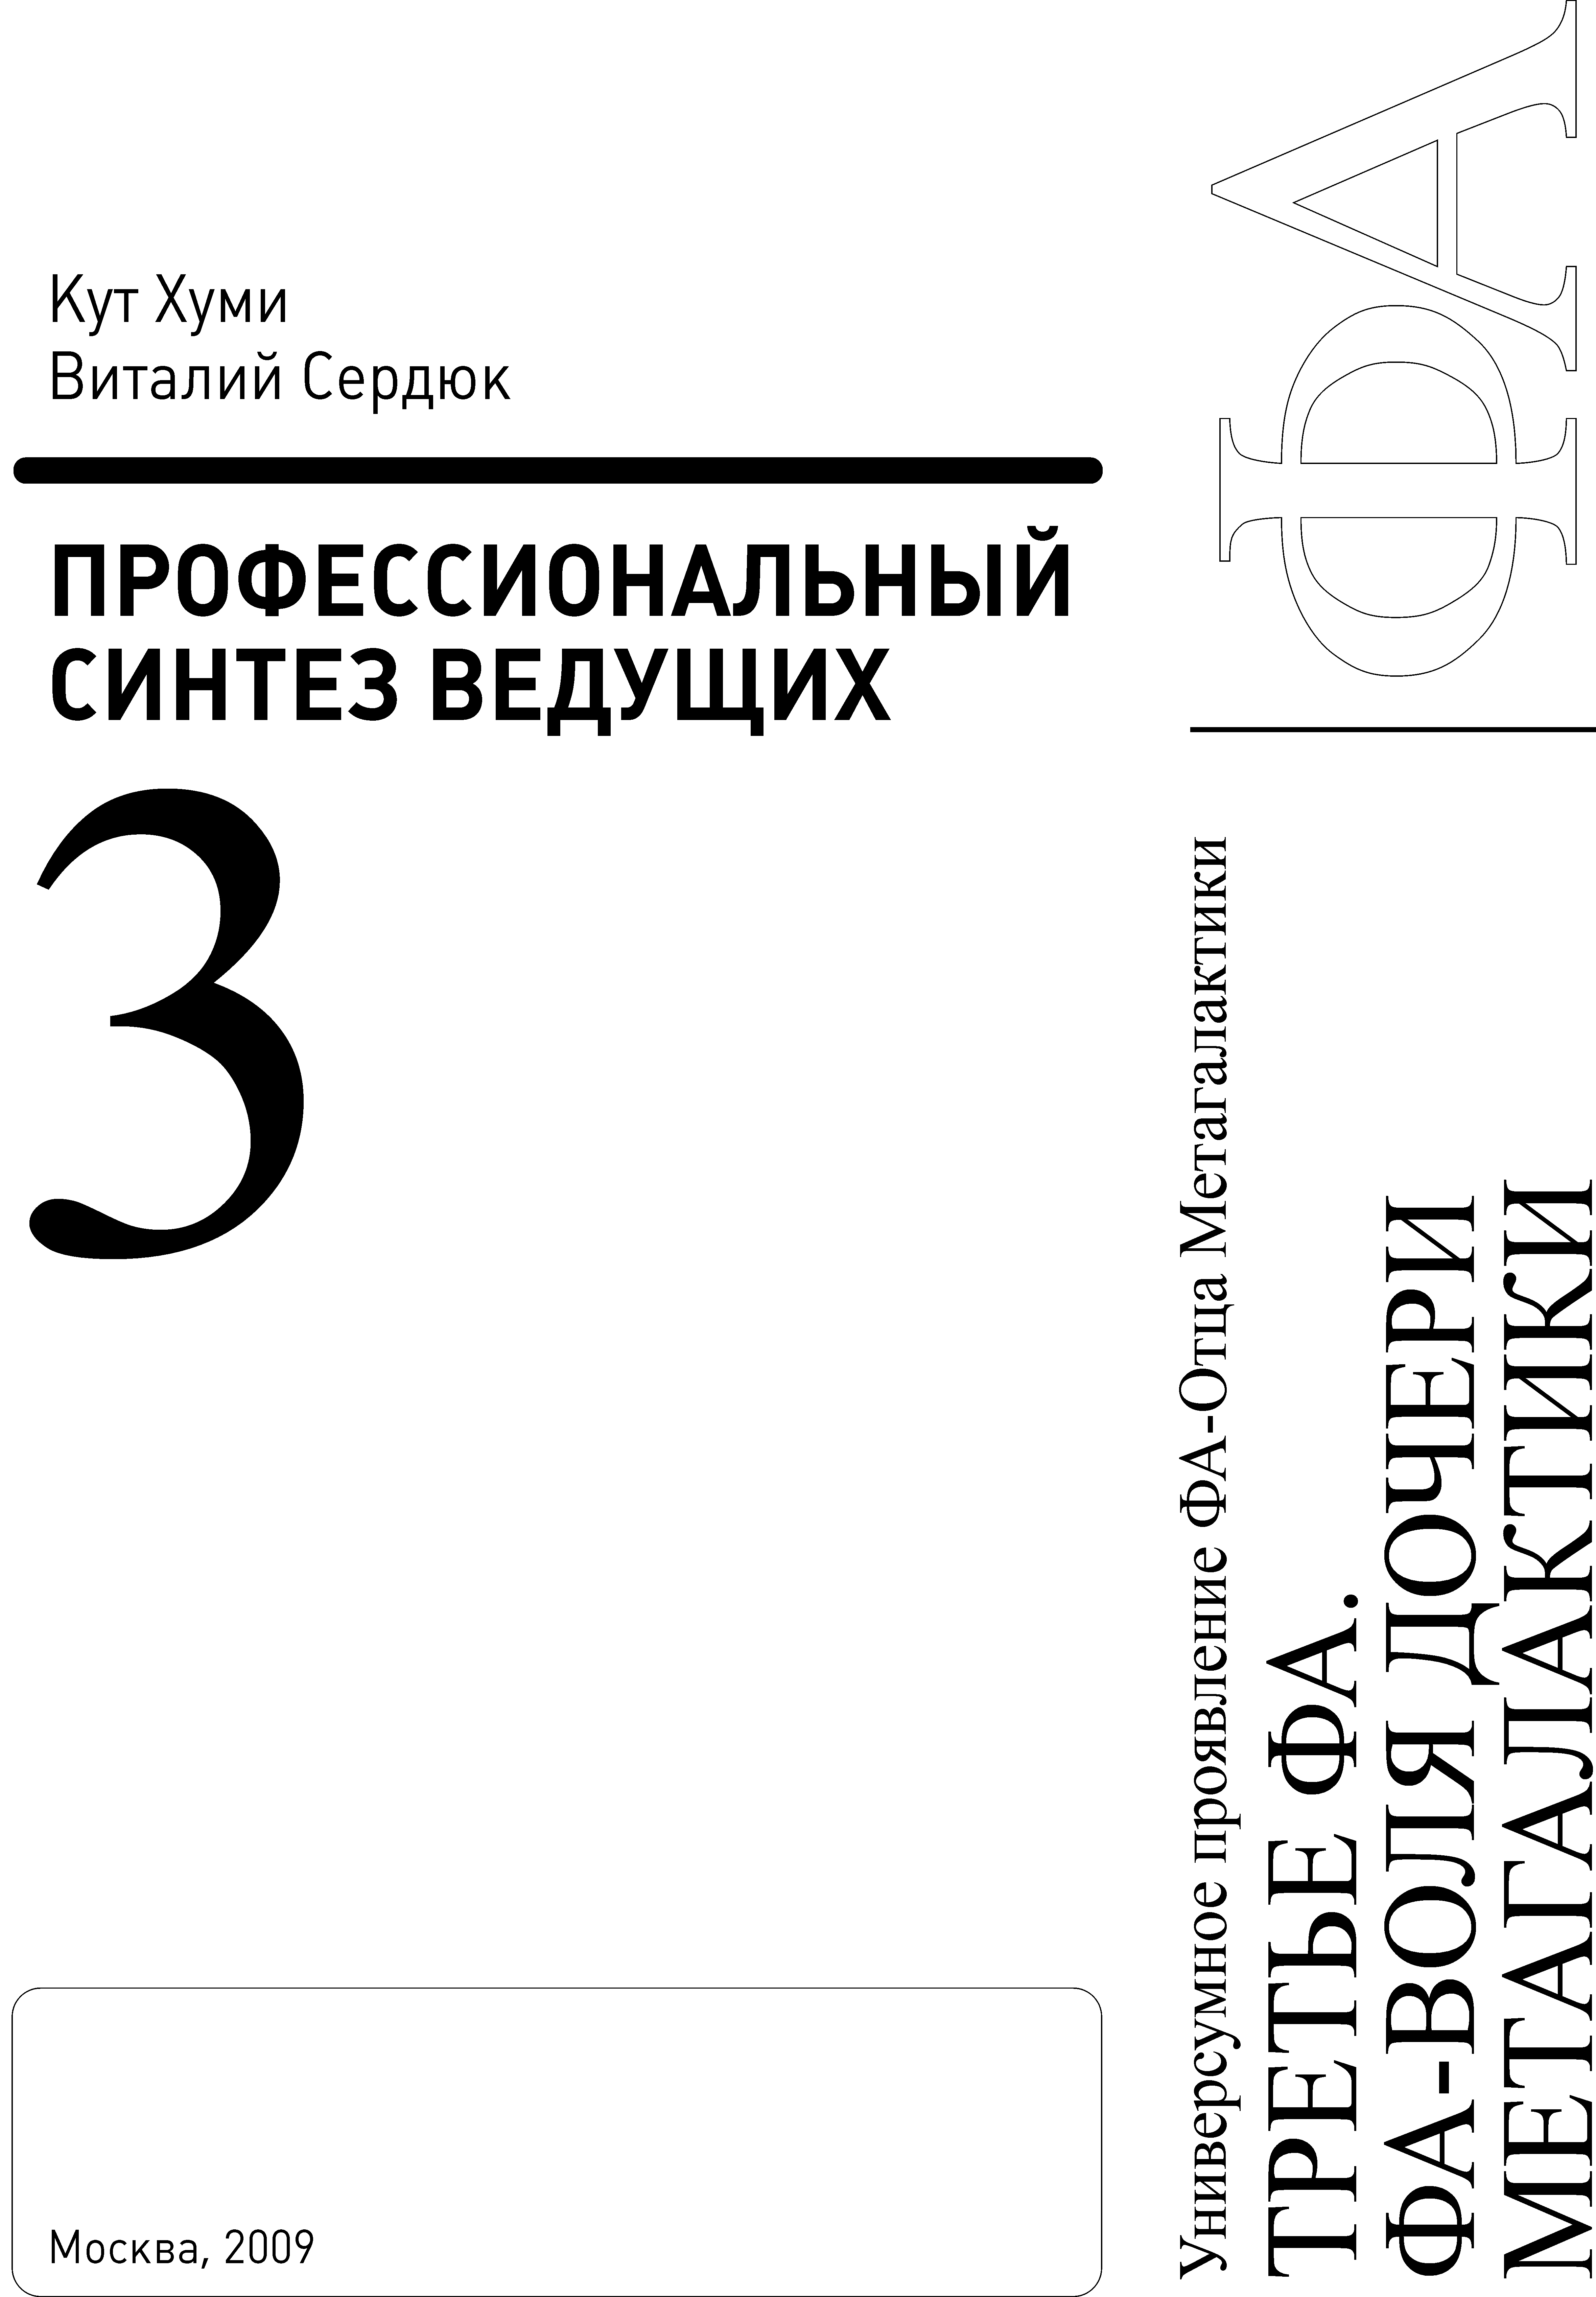 Кут Хуми
Виталий Сердюк
ПРОФЕССИОНАЛЬНЫЙ
СИНТЕЗ ВЕДУЩИХ
3
Москва, 2009
ФА
Универсумное проявление ФА-Отца Метагалактики
ТРЕТЬЕ ФА.
ФА-ВОЛЯ ДОЧЕРИ
МЕТАГАЛАКТИКИ